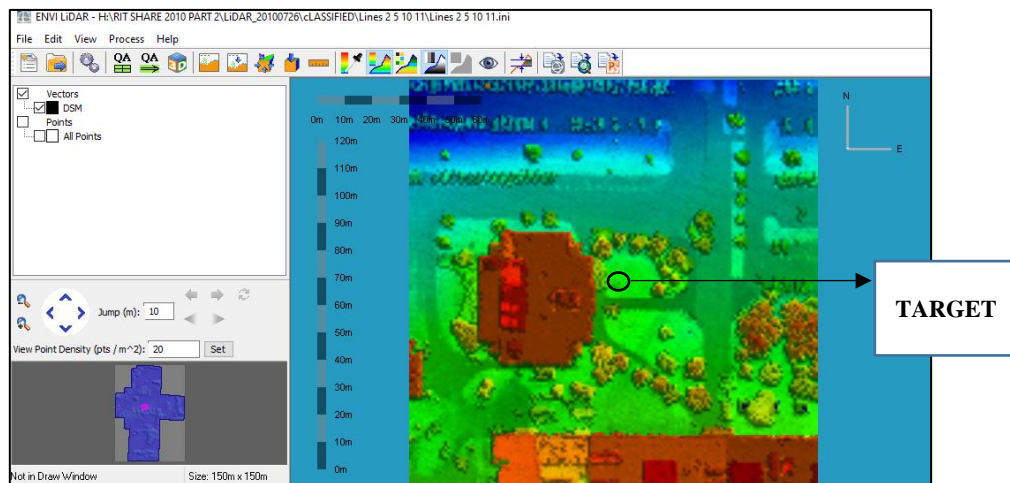 ENVI LiDAR - H:\RIT SHARE 2010 PART 2\LiDAR_20100726\cLASSIFIED\Lines 2 5 10 11\Lines 2 5 10 11.ini
File Edit View Process Help
QA QA
Vectors
DSM
Points
All Points
Jump (m): 10
View Point Density (pts / m^2): 20 Set
Not in Draw Window Size: 150m x 150m
0m 10m 20m 30m 40m 50m 60m
120m
110m
100m
90m
80m
70m
60m
50m
40m
30m
20m
10m
0m
N
E
TARGET